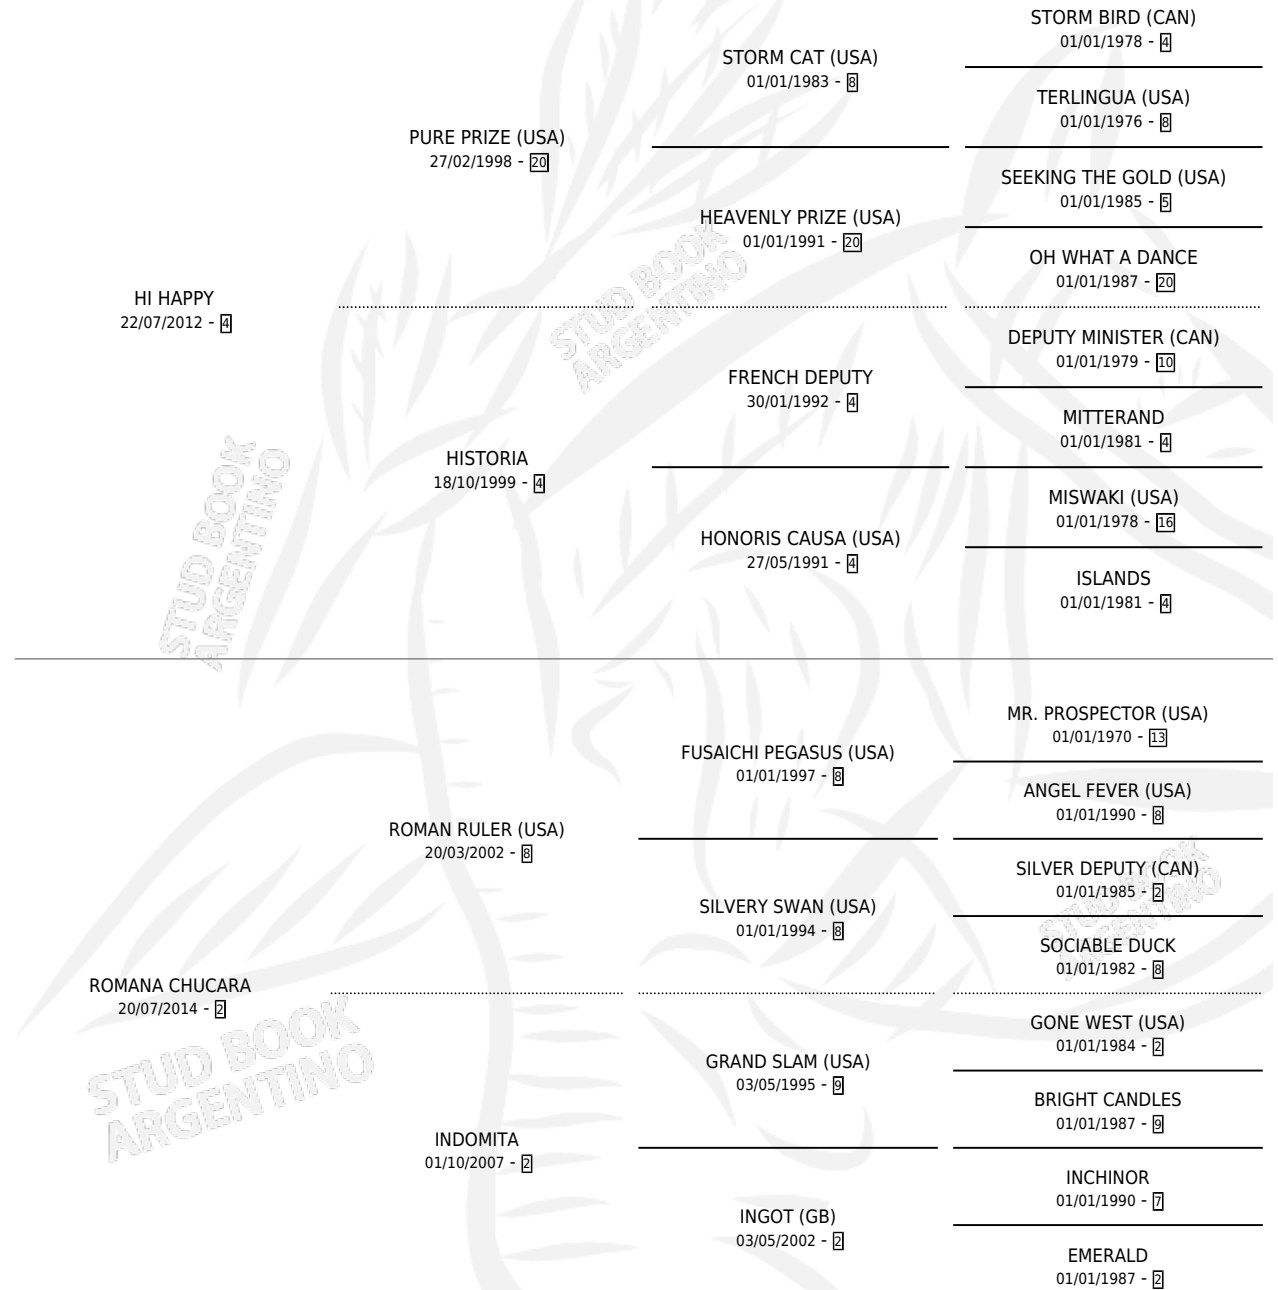 STORM BIRD (CAN)
01/01/1978 - 4
STORM CAT (USA)
01/01/1983 - 8
TERLINGUA (USA)
01/01/1976 - 8
PURE PRIZE (USA)
27/02/1998 - 20
SEEKING THE GOLD (USA)
01/01/1985 - 5
HEAVENLY PRIZE (USA)
01/01/1991 - 20
OH WHAT A DANCE
01/01/1987 - 20
HI HAPPY
22/07/2012 - 4
DEPUTY MINISTER (CAN)
01/01/1979 - 10
FRENCH DEPUTY
30/01/1992 - 4
MITTERAND
01/01/1981 - 4
HISTORIA
18/10/1999 - 4
MISWAKI (USA)
01/01/1978 - 16
HONORIS CAUSA (USA)
27/05/1991 - 4
ISLANDS
01/01/1981 - 4
STUD BOOK
ARGENTINO
STUD BOOK
ARGENTINO
MR. PROSPECTOR (USA)
01/01/1970 - 13
FUSAICHI PEGASUS (USA)
01/01/1997 - 8
ANGEL FEVER (USA)
01/01/1990 - 8
ROMAN RULER (USA)
20/03/2002 - 8
SILVER DEPUTY (CAN)
01/01/1985 - 2
SILVERY SWAN (USA)
01/01/1994 - 8
SOCIABLE DUCK
01/01/1982 - 8
STUD BOOK
ARGENTINO
ROMANA CHUCARA
20/07/2014 - 2
GONE WEST (USA)
01/01/1984 - 2
GRAND SLAM (USA)
03/05/1995 - 9
BRIGHT CANDLES
01/01/1987 - 9
STUD BOOK
ARGENTINO
INDOMITA
01/10/2007 - 2
INCHINOR
01/01/1990 - 7
INGOT (GB)
03/05/2002 - 2
EMERALD
01/01/1987 - 2